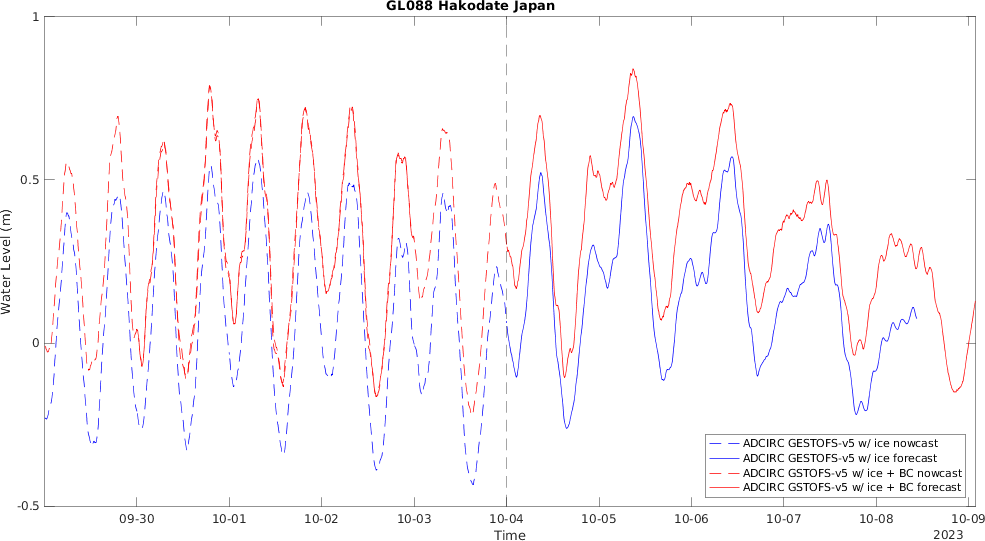 GL088 Hakodate Japan
1
0.5
0
-0.5
Water Level (m)
09-30
10-01
10-02
10-03
10-04
10-05
10-06
10-07
10-08
10-09
Time
2023
ADCIRC GESTOFS-v5 w/ ice nowcast
ADCIRC GESTOFS-v5 w/ ice forecast
ADCIRC GSTOFS-v5 w/ ice + BC nowcast
ADCIRC GSTOFS-v5 w/ ice + BC forecast